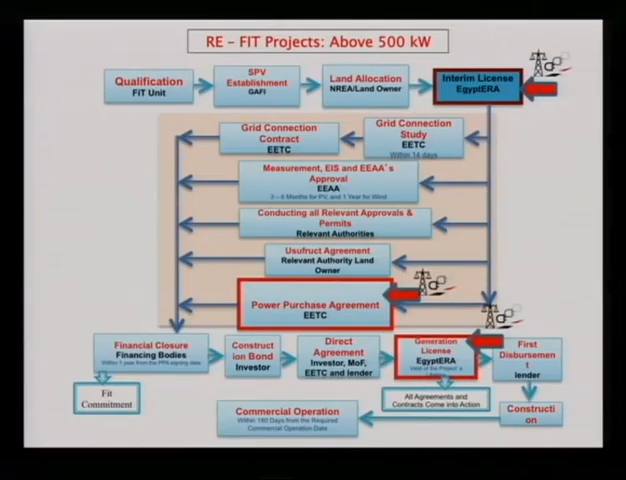 RE – FIT Projects: Above 500 kW
Qualification
FiT Unit
SPV
Establishment
GAFI
Land Allocation
NREA/Land Owner
Interim License
EgyptERA
Grid Connection
Contract
EETC
Grid Connection
Study
EETC
Within 14 days
Measurement, EIS and EEAA's
Approval
EEAA
3 – 6 Months for PV, and 1 Year for Wind
Conducting all Relevant Approvals &
Permits
Relevant Authorities
Usufruct Agreement
Relevant Authority Land
Owner
Power Purchase Agreement
EETC
Financial Closure
Financing Bodies
Within 1 year from the PPA signing date
Construct
ion Bond
Investor
Direct
Agreement
Investor, MoF,
EETC and lender
Generation
License
EgyptERA
Valid of the Project's
First
Disbursemen
t
lender
Fit
Commitment
All Agreements and
Contracts Come into Action
Commercial Operation
Within 180 Days from the Required
Commercial Operation Date
Constructi
on